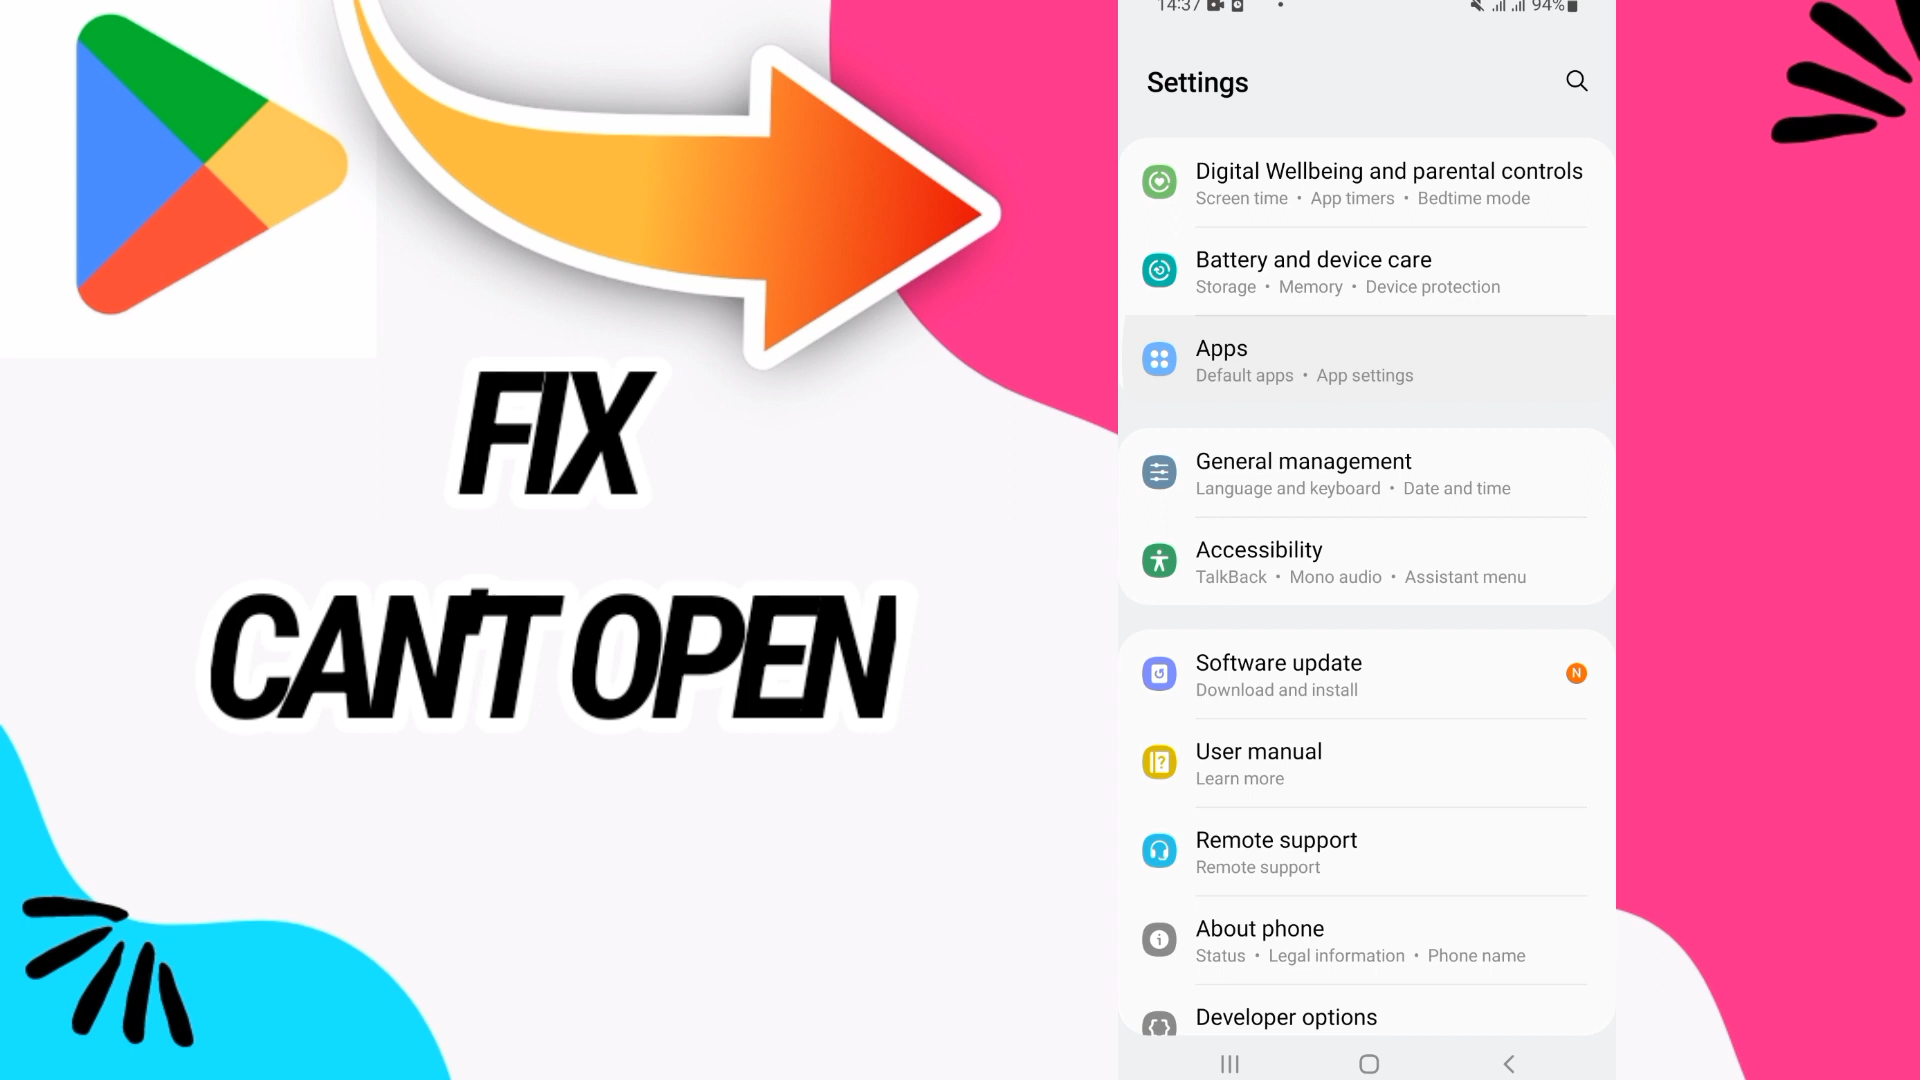 FIX
CAN'T OPEN
14:37
94%
Settings
Digital Wellbeing and parental controls
Screen time • App timers • Bedtime mode
Battery and device care
Storage • Memory • Device protection
Apps
Default apps • App settings
General management
Language and keyboard • Date and time
Accessibility
TalkBack • Mono audio • Assistant menu
Software update
N
Download and install
User manual
Learn more
Remote support
Remote support
About phone
Status • Legal information • Phone name
Developer options